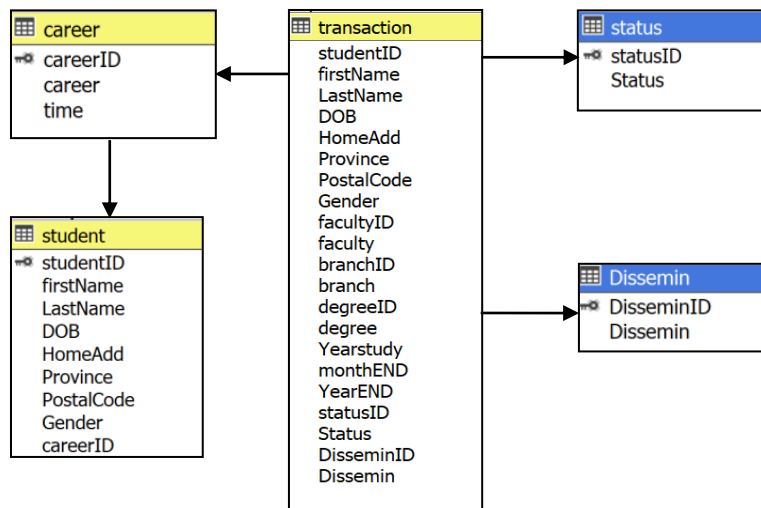 career
careerID
career
time
student
studentID
firstName
LastName
DOB
HomeAdd
Province
PostalCode
Gender
careerID
transaction
studentID
firstName
LastName
DOB
HomeAdd
Province
PostalCode
Gender
facultyID
faculty
branchID
branch
degreeID
degree
Yearstudy
monthEND
YearEND
statusID
Status
DisseminID
Dissemin
status
statusID
Status
Dissemin
DisseminID
Dissemin